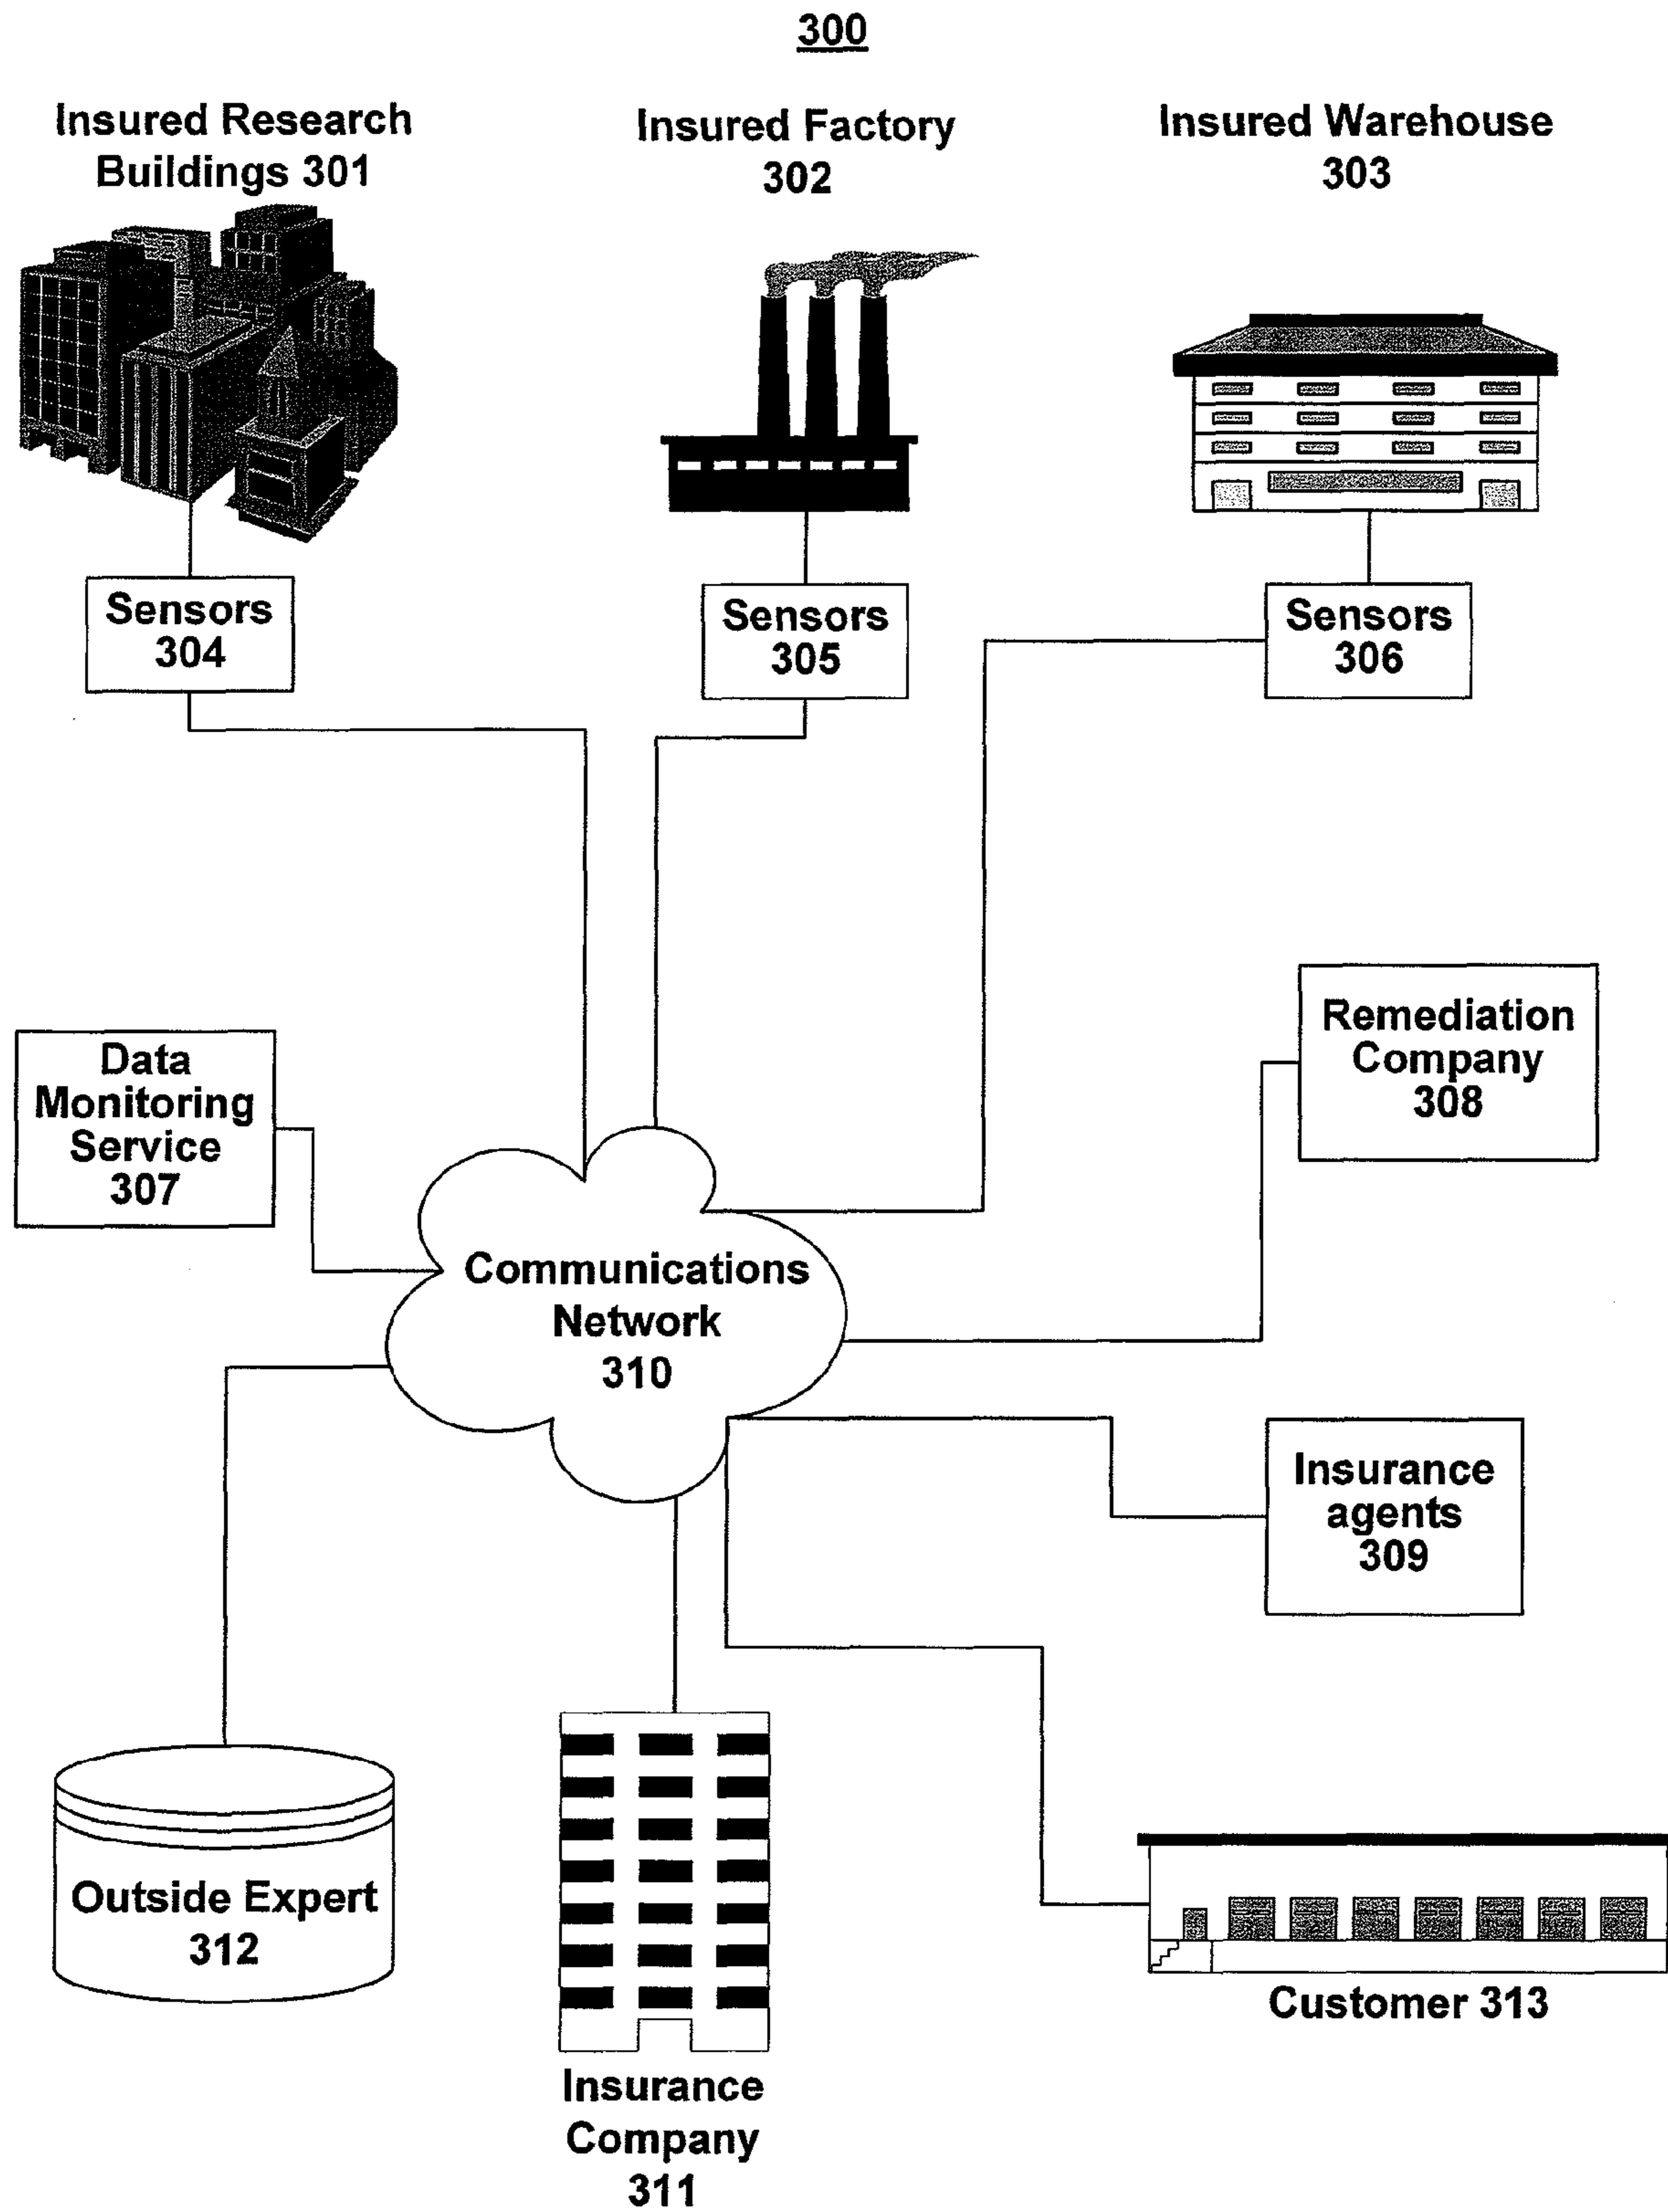 300
Insured Research
Buildings 301
Insured Factory
302
Insured Warehouse
303
Sensors
304
Sensors
305
Sensors
306
Remediation
Company
308
Data
Monitoring
Service
307
Communications
Network
310
Insurance
agents
309
Outside Expert
312
Customer 313
Insurance
Company
311